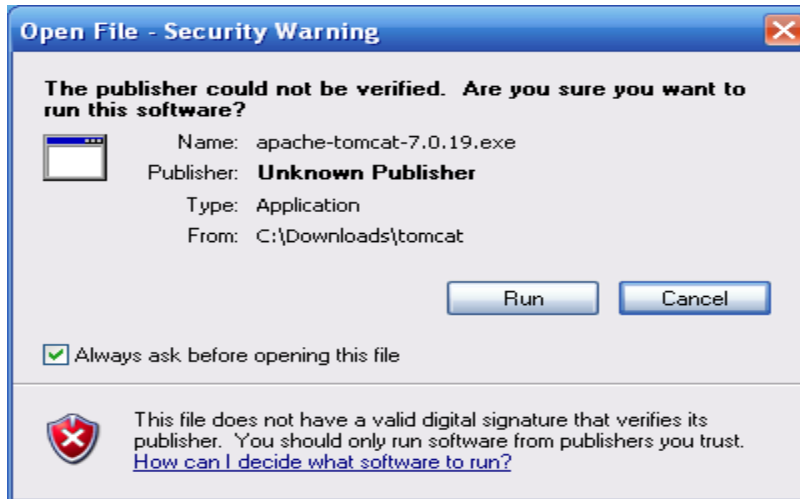 Open File - Security Warning
The publisher could not be verified.  Are you sure you want to
run this software?
Name: apache-tomcat-7.0.19.exe
Publisher: Unknown Publisher
Type: Application
From: C:\Downloads\tomcat
Run Cancel
Always ask before opening this file
This file does not have a valid digital signature that verifies its
publisher.  You should only run software from publishers you trust.
How can I decide what software to run?